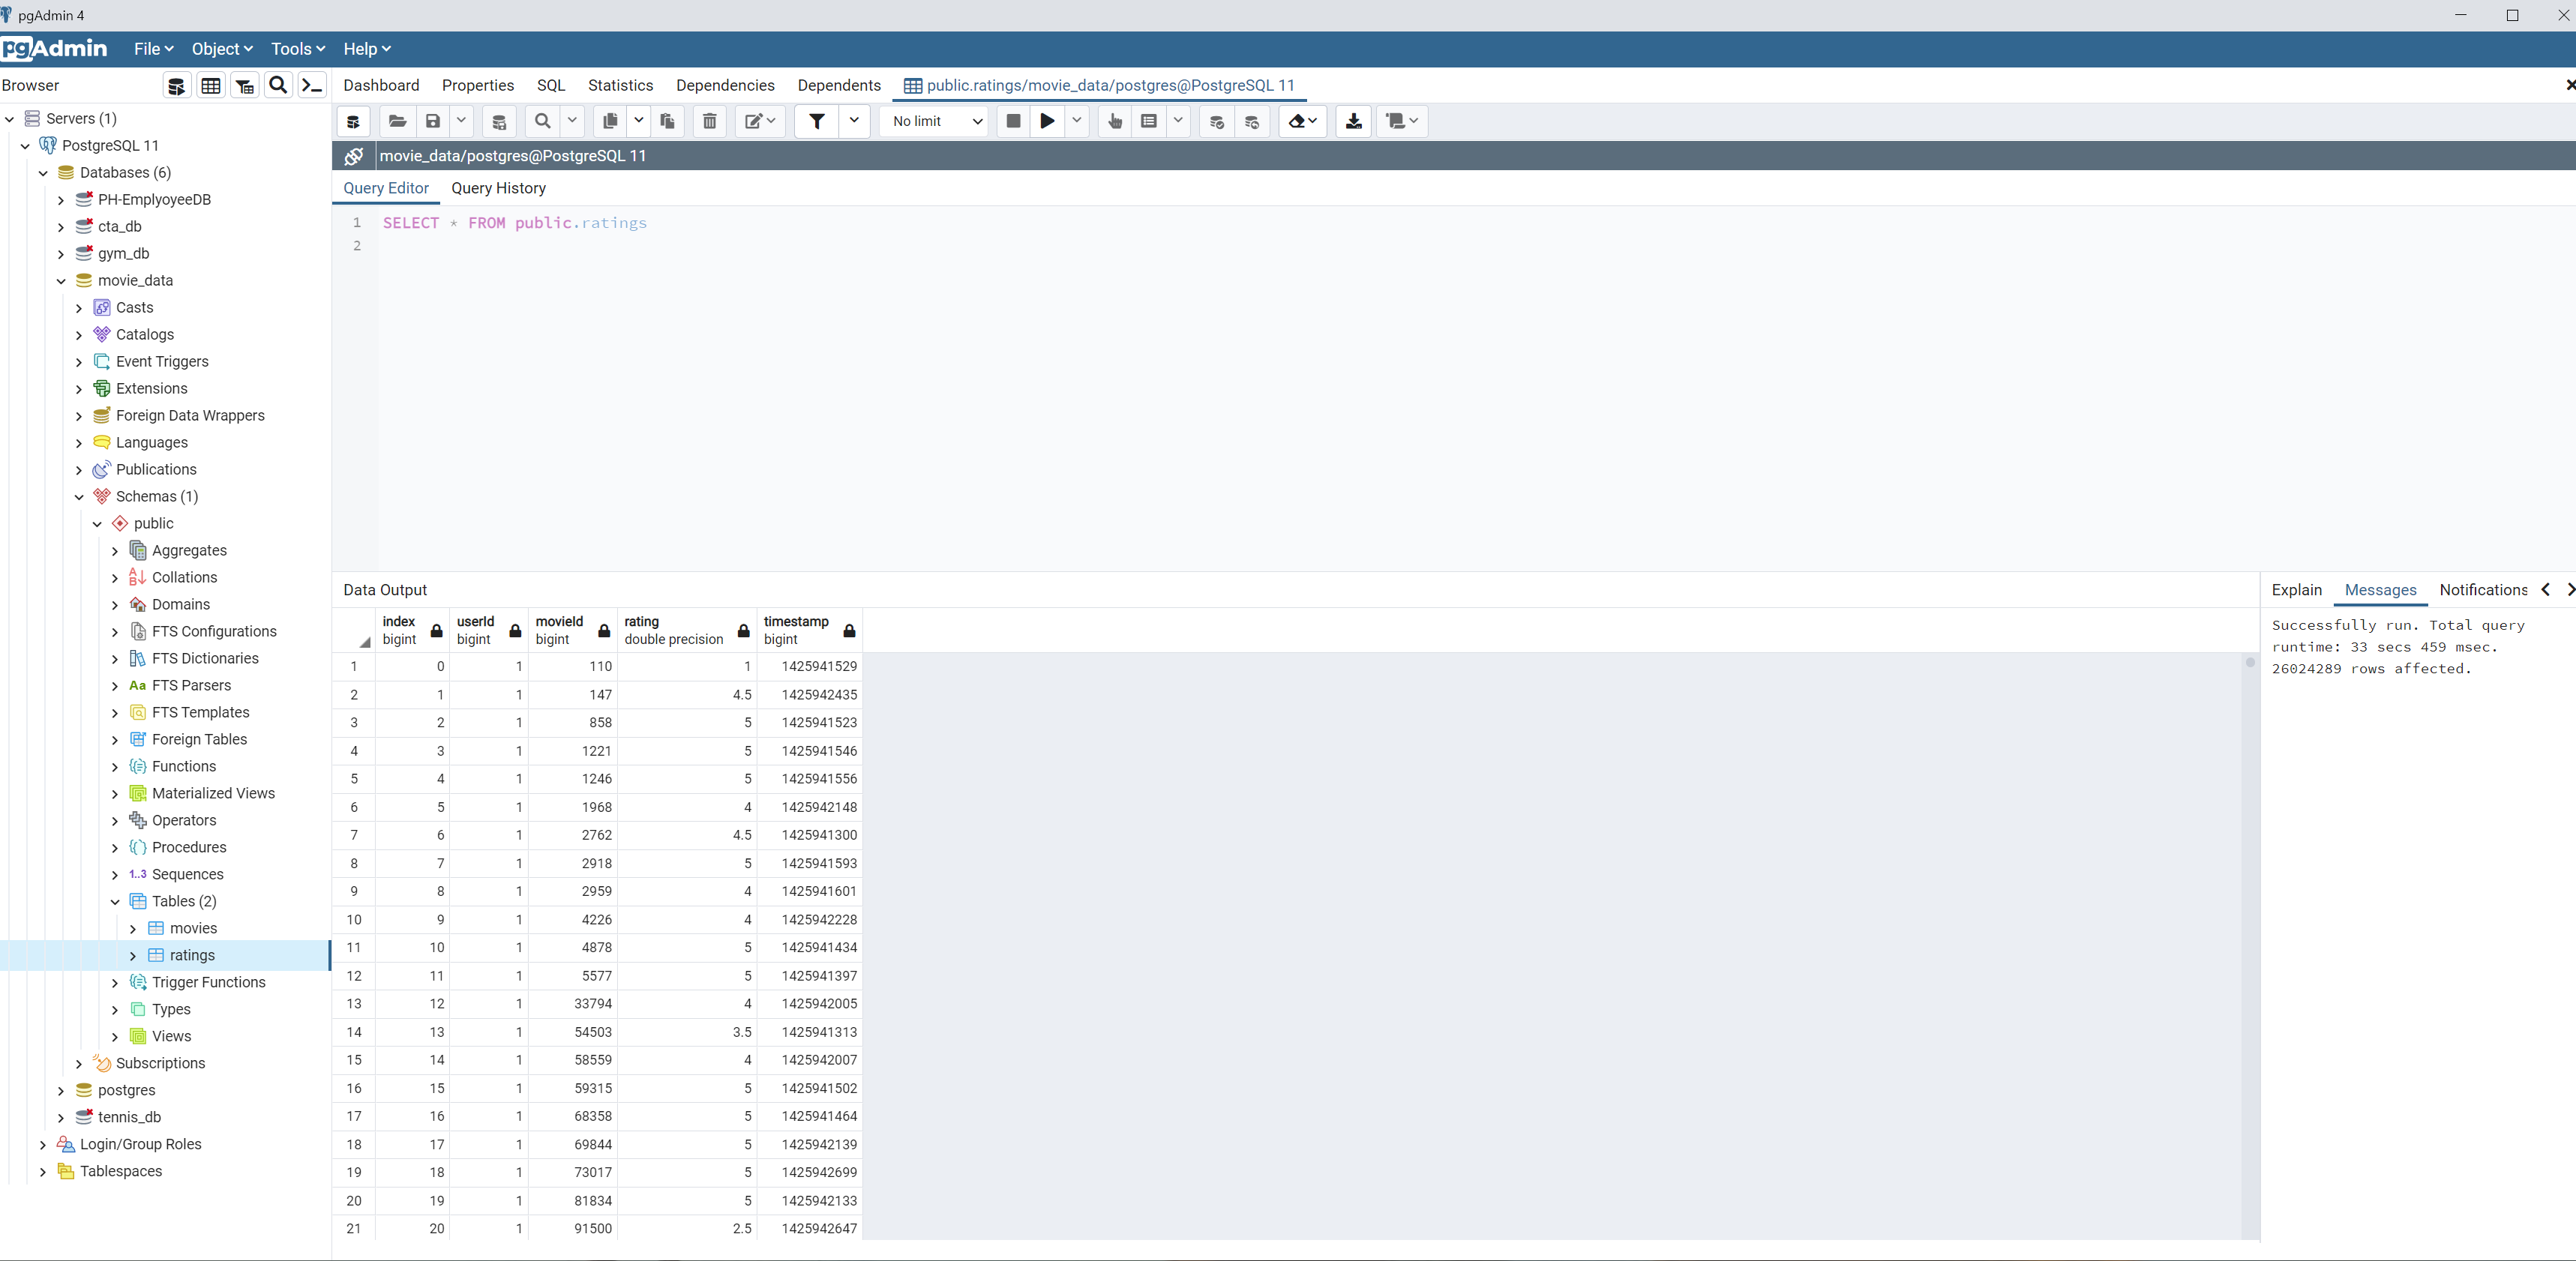 pgAdmin 4
pgAdmin File Object Tools Help
Browser
Dashboard Properties SQL Statistics Dependencies Dependents public.ratings/movie_data/postgres@PostgreSQL 11
Servers (1)
PostgreSQL 11
Databases (6)
PH-EmplyoyeeDB
cta_db
gym_db
movie_data
Casts
Catalogs
Event Triggers
Extensions
Foreign Data Wrappers
Languages
Publications
Schemas (1)
public
Aggregates
Collations
Domains
FTS Configurations
FTS Dictionaries
Aa FTS Parsers
FTS Templates
Foreign Tables
Functions
Materialized Views
Operators
Procedures
1..3 Sequences
Tables (2)
movies
ratings
Trigger Functions
Types
Views
Subscriptions
postgres
tennis_db
Login/Group Roles
Tablespaces
No limit
movie_data/postgres@PostgreSQL 11
Query Editor Query History
1 SELECT * FROM public.ratings
2
Data Output
index bigint userId bigint movieId bigint rating double precision timestamp bigint
1 0 1 110 1 1425941529
2 1 1 147 4.5 1425942435
3 2 1 858 5 1425941523
4 3 1 1221 5 1425941546
5 4 1 1246 5 1425941556
6 5 1 1968 4 1425942148
7 6 1 2762 4.5 1425941300
8 7 1 2918 5 1425941593
9 8 1 2959 4 1425941601
10 9 1 4226 4 1425942228
11 10 1 4878 5 1425941434
12 11 1 5577 5 1425941397
13 12 1 33794 4 1425942005
14 13 1 54503 3.5 1425941313
15 14 1 58559 4 1425942007
16 15 1 59315 5 1425941502
17 16 1 68358 5 1425941464
18 17 1 69844 5 1425942139
19 18 1 73017 5 1425942699
20 19 1 81834 5 1425942133
21 20 1 91500 2.5 1425942647
Explain Messages Notifications
Successfully run. Total query
runtime: 33 secs 459 msec.
26024289 rows affected.